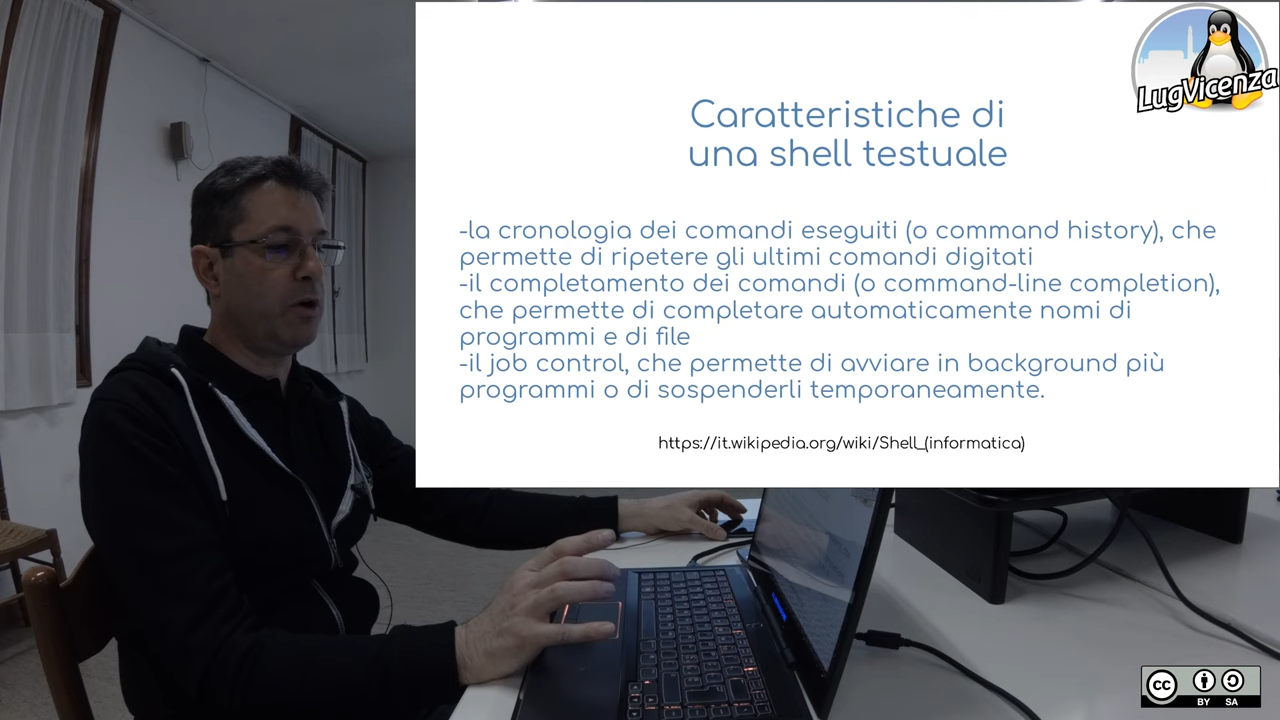 LugVicenza
Caratteristiche di
una shell testuale
-la cronologia dei comandi eseguiti (o command history), che
permette di ripetere gli ultimi comandi digitati
-il completamento dei comandi (o command-line completion),
che permette di completare automaticamente nomi di
programmi e di file
-il job control, che permette di avviare in background più
programmi o di sospenderli temporaneamente.
https://it.wikipedia.org/wiki/Shell_(informatica)
cc
BY SA